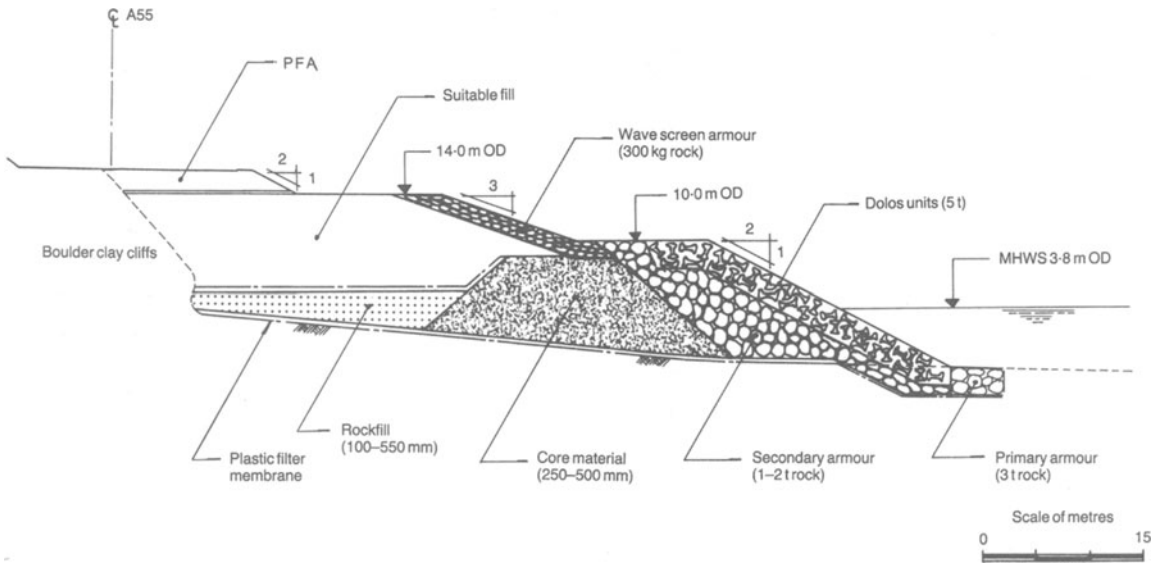 ℄ A55
PFA
Suitable fill
Wave screen armour
(300 kg rock)
14·0 m OD
2
1
3
10·0 m OD
2
1
Dolos units (5 t)
Boulder clay cliffs
MHWS 3·8 m OD
Rockfill
(100–550 mm)
Plastic filter
membrane
Core material
(250–500 mm)
Secondary armour
(1–2 t rock)
Primary armour
(3 t rock)
Scale of metres
0 15